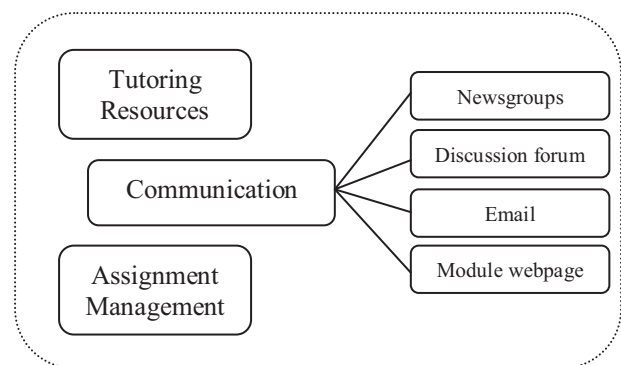 Tutoring
Resources
Communication
Assignment
Management
Newsgroups
Discussion forum
Email
Module webpage